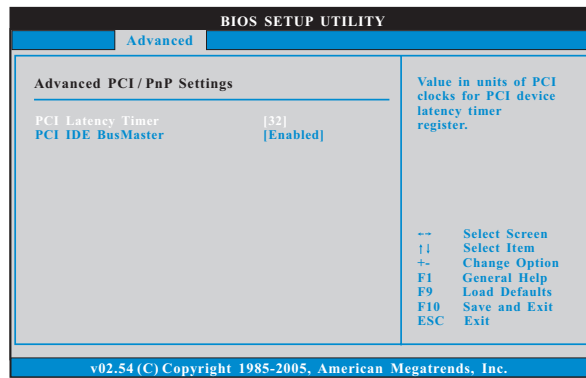 BIOS SETUP UTILITY
Advanced
Advanced PCI / PnP Settings
PCI Latency Timer [32]
PCI IDE BusMaster [Enabled]
Value in units of PCI
clocks for PCI device
latency timer
register.
←→ Select Screen
↑↓ Select Item
+- Change Option
F1 General Help
F9 Load Defaults
F10 Save and Exit
ESC Exit
v02.54 (C) Copyright 1985-2005, American Megatrends, Inc.